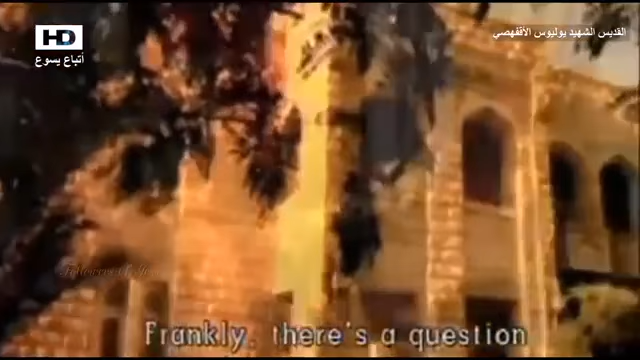 HD
أتباع يسوع
القديس الشهيد يوليوس الأقفهصي
Frankly, there's a question